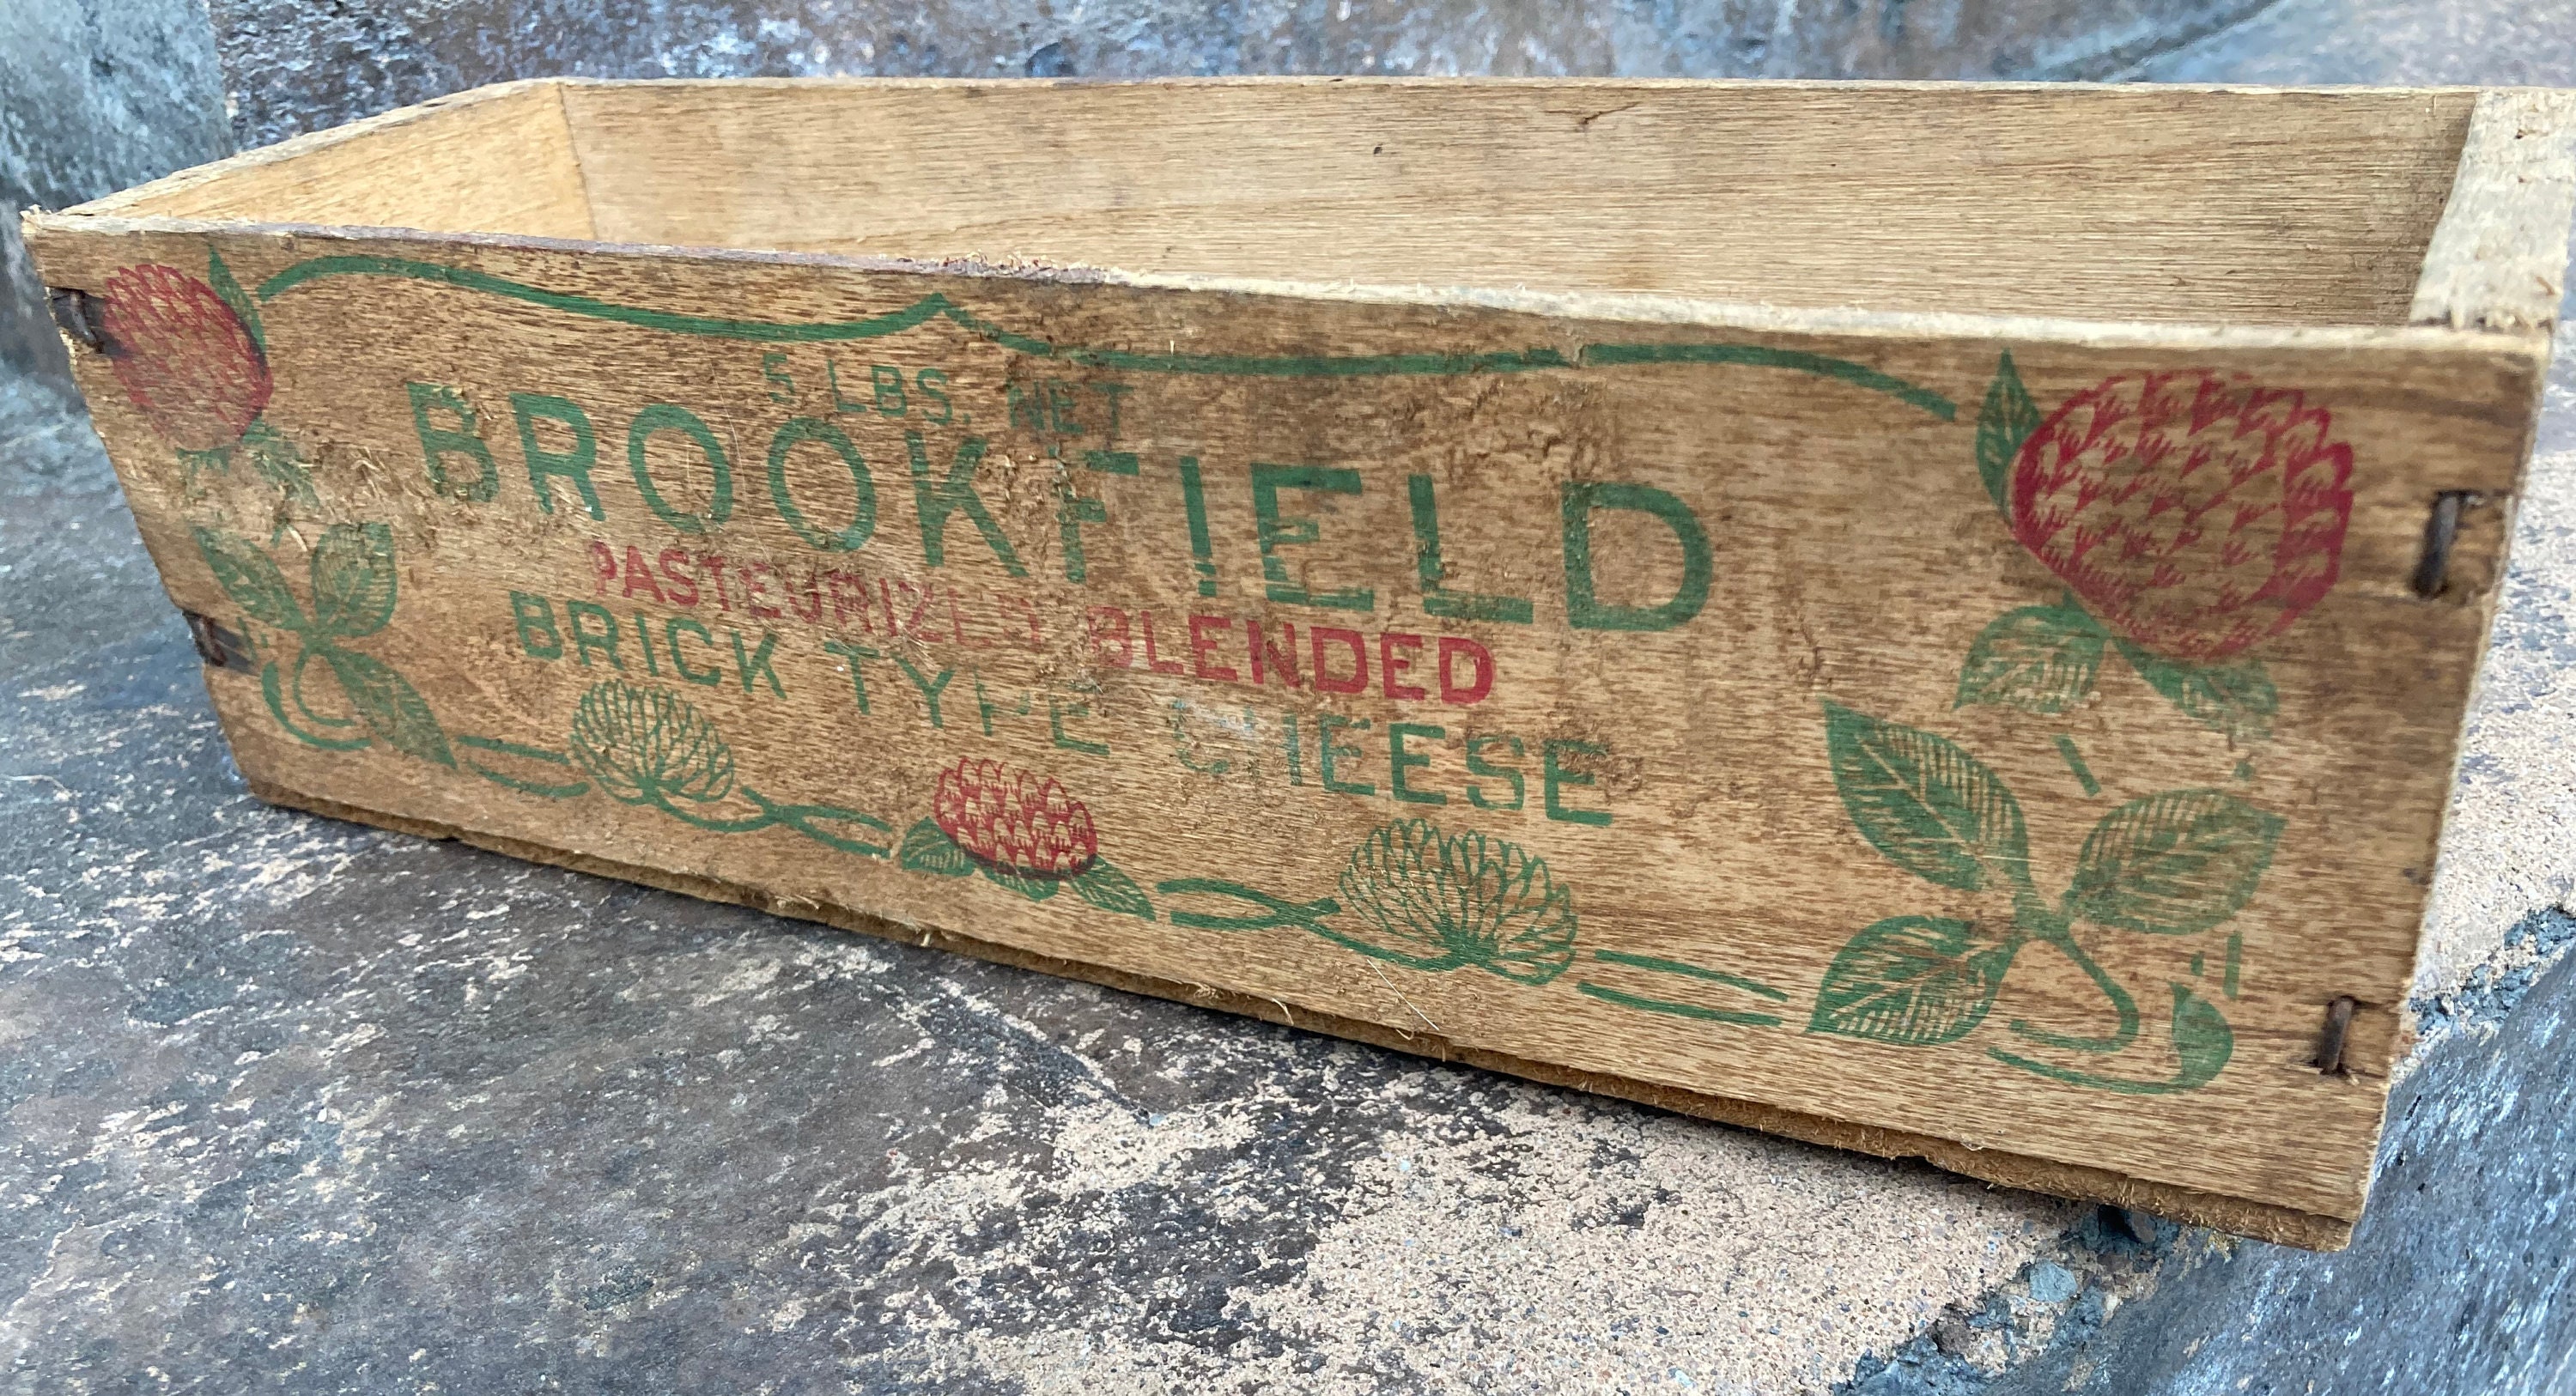 5 LBS. NET
BROOKFIELD
PASTEURIZED BLENDED
BRICK TYPE CHEESE